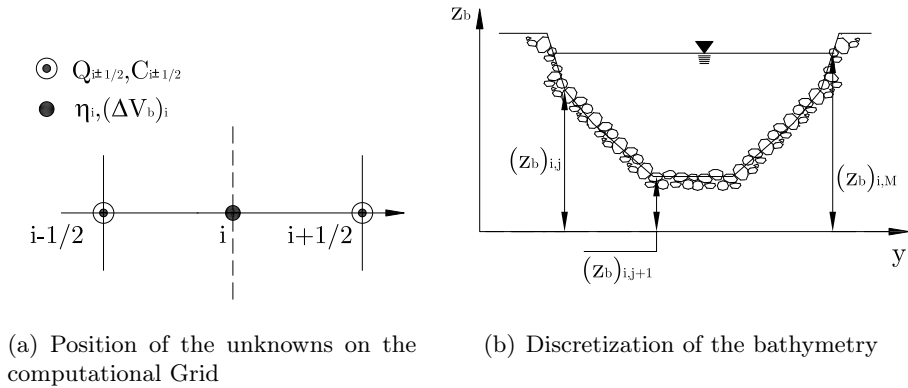 Q_{i±1/2},C_{i±1/2}
η_i,(ΔV_b)_i
i-1/2
i
i+1/2
(a) Position of the unknowns on the
computational Grid
z_b
(z_b)_{i,j}
(z_b)_{i,M}
(z_b)_{i,j+1}
y
(b) Discretization of the bathymetry